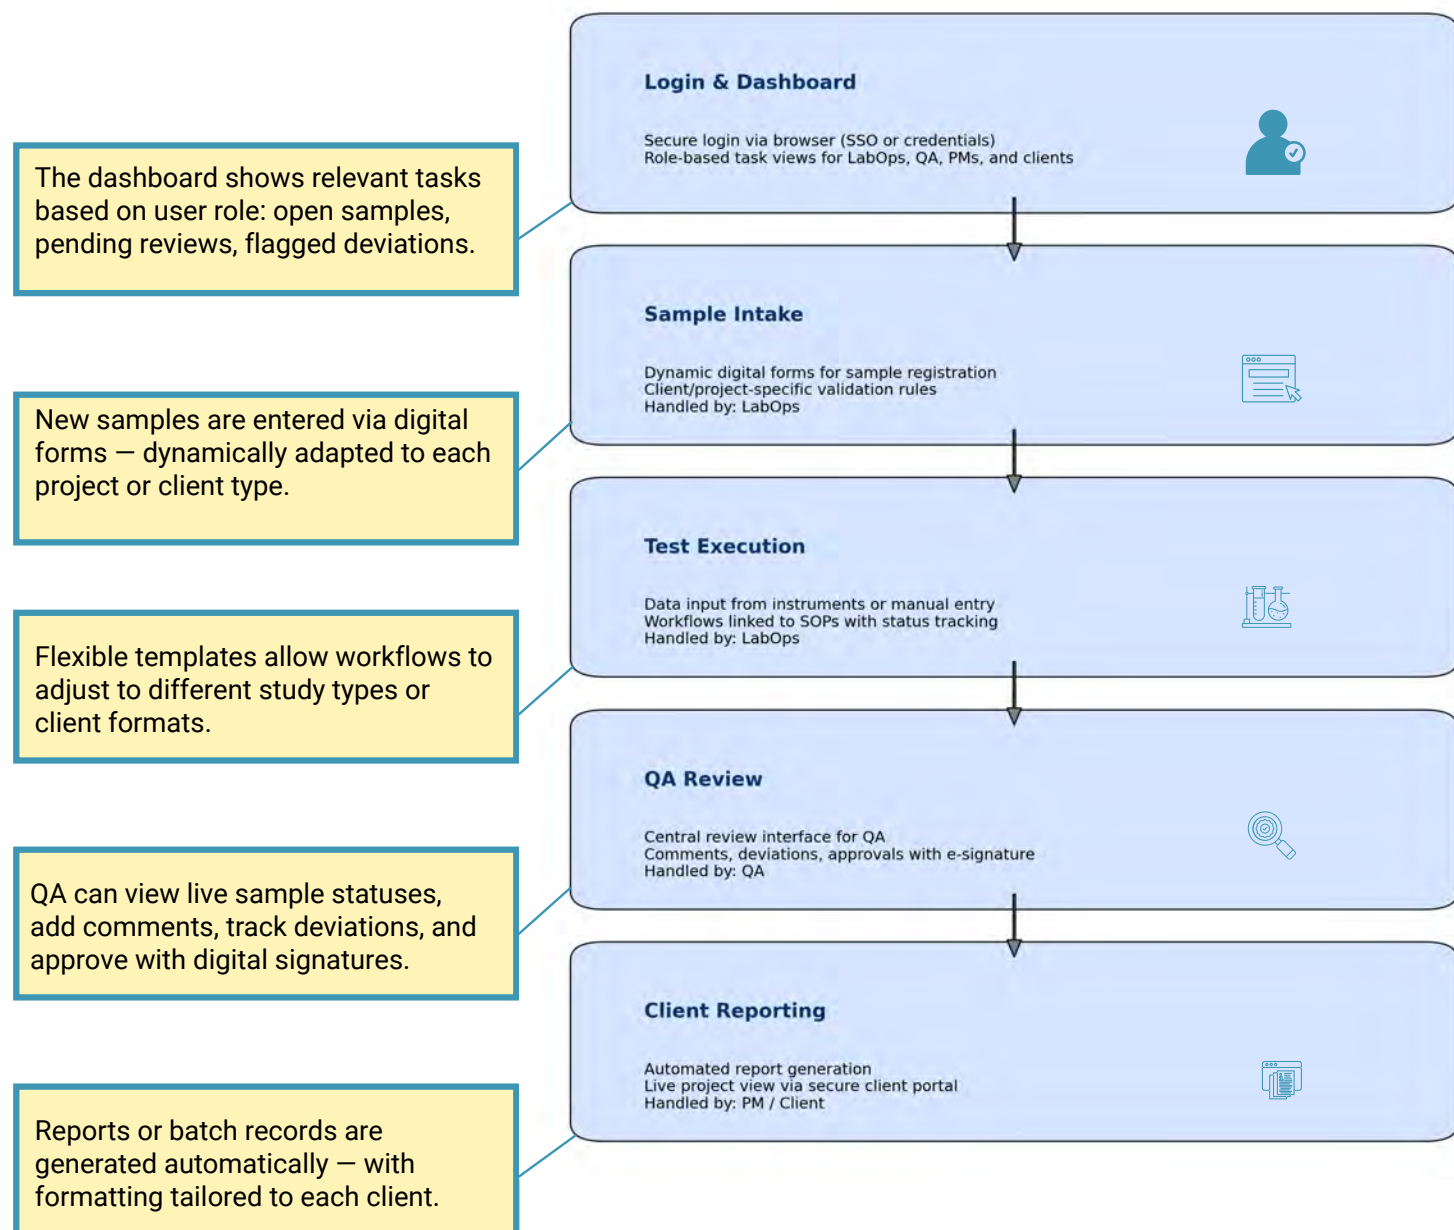 Login & Dashboard
Secure login via browser (SSO or credentials)
Role-based task views for LabOps, QA, PMs, and clients
The dashboard shows relevant tasks
based on user role: open samples,
pending reviews, flagged deviations.
Sample Intake
Dynamic digital forms for sample registration
Client/project-specific validation rules
Handled by: LabOps
New samples are entered via digital
forms — dynamically adapted to each
project or client type.
Test Execution
Data input from instruments or manual entry
Workflows linked to SOPs with status tracking
Handled by: LabOps
Flexible templates allow workflows to
adjust to different study types or
client formats.
QA Review
Central review interface for QA
Comments, deviations, approvals with e-signature
Handled by: QA
QA can view live sample statuses,
add comments, track deviations, and
approve with digital signatures.
Client Reporting
Automated report generation
Live project view via secure client portal
Handled by: PM / Client
Reports or batch records are
generated automatically — with
formatting tailored to each client.